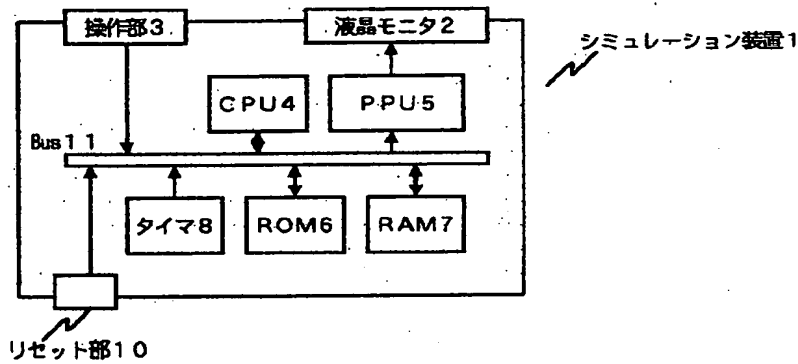 操作部3
液晶モニタ2
シミュレーション装置1
CPU4
PPU5
Bus11
タイマ8
ROM6
RAM7
リセット部10